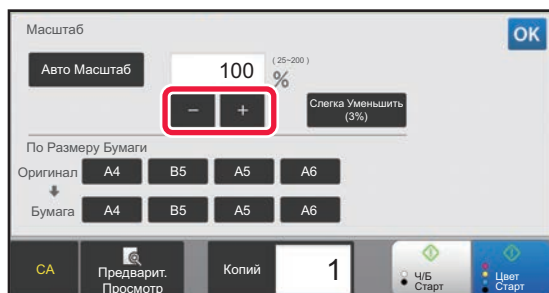 Масштаб
OK
Авто Масштаб
100
(25~200)
%
− +
Слегка Уменьшить
(3%)
По Размеру Бумаги
Оригинал A4 B5 A5 A6
Бумага A4 B5 A5 A6
CA
Предварит.
Просмотр
Копий
1
Ч/Б
Старт
Цвет
Старт